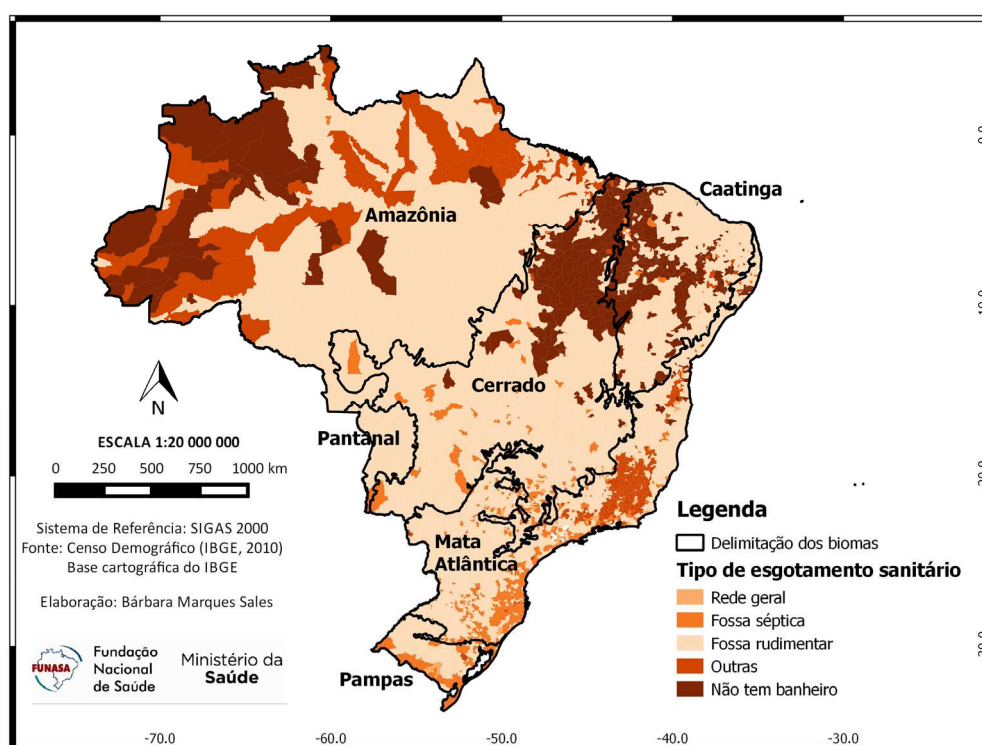 Caatinga
Amazônia
Cerrado
Pantanal
Mata
Atlântica
Pampas
N
ESCALA 1:20 000 000
0 250 500 750 1000 km
Sistema de Referência: SIGAS 2000
Fonte: Censo Demográfico (IBGE, 2010)
Base cartográfica do IBGE
Elaboração: Bárbara Marques Sales
FUNASA
Fundação
Nacional
de Saúde
Ministério da
Saúde
Legenda
Delimitação dos biomas
Tipo de esgotamento sanitário
Rede geral
Fossa séptica
Fossa rudimentar
Outras
Não tem banheiro
0.0
-70.0 -60.0 -50.0 -40.0 -30.0